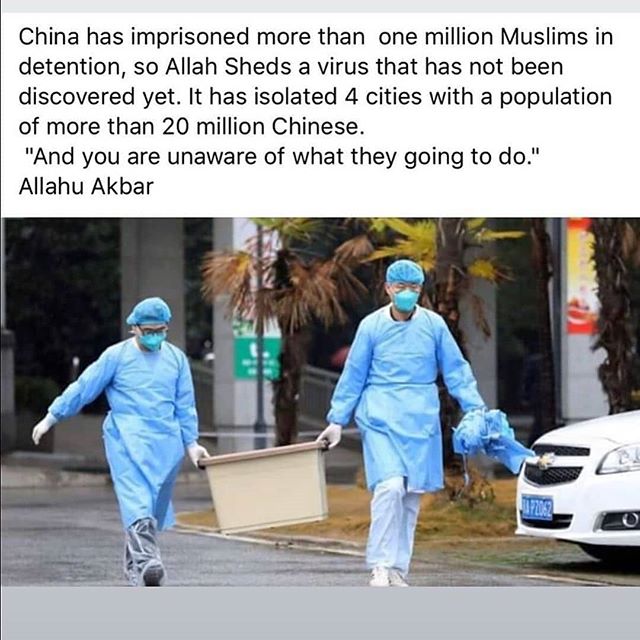 China has imprisoned more than  one million Muslims in
detention, so Allah Sheds a virus that has not been
discovered yet. It has isolated 4 cities with a population
of more than 20 million Chinese.
"And you are unaware of what they going to do."
Allahu Akbar